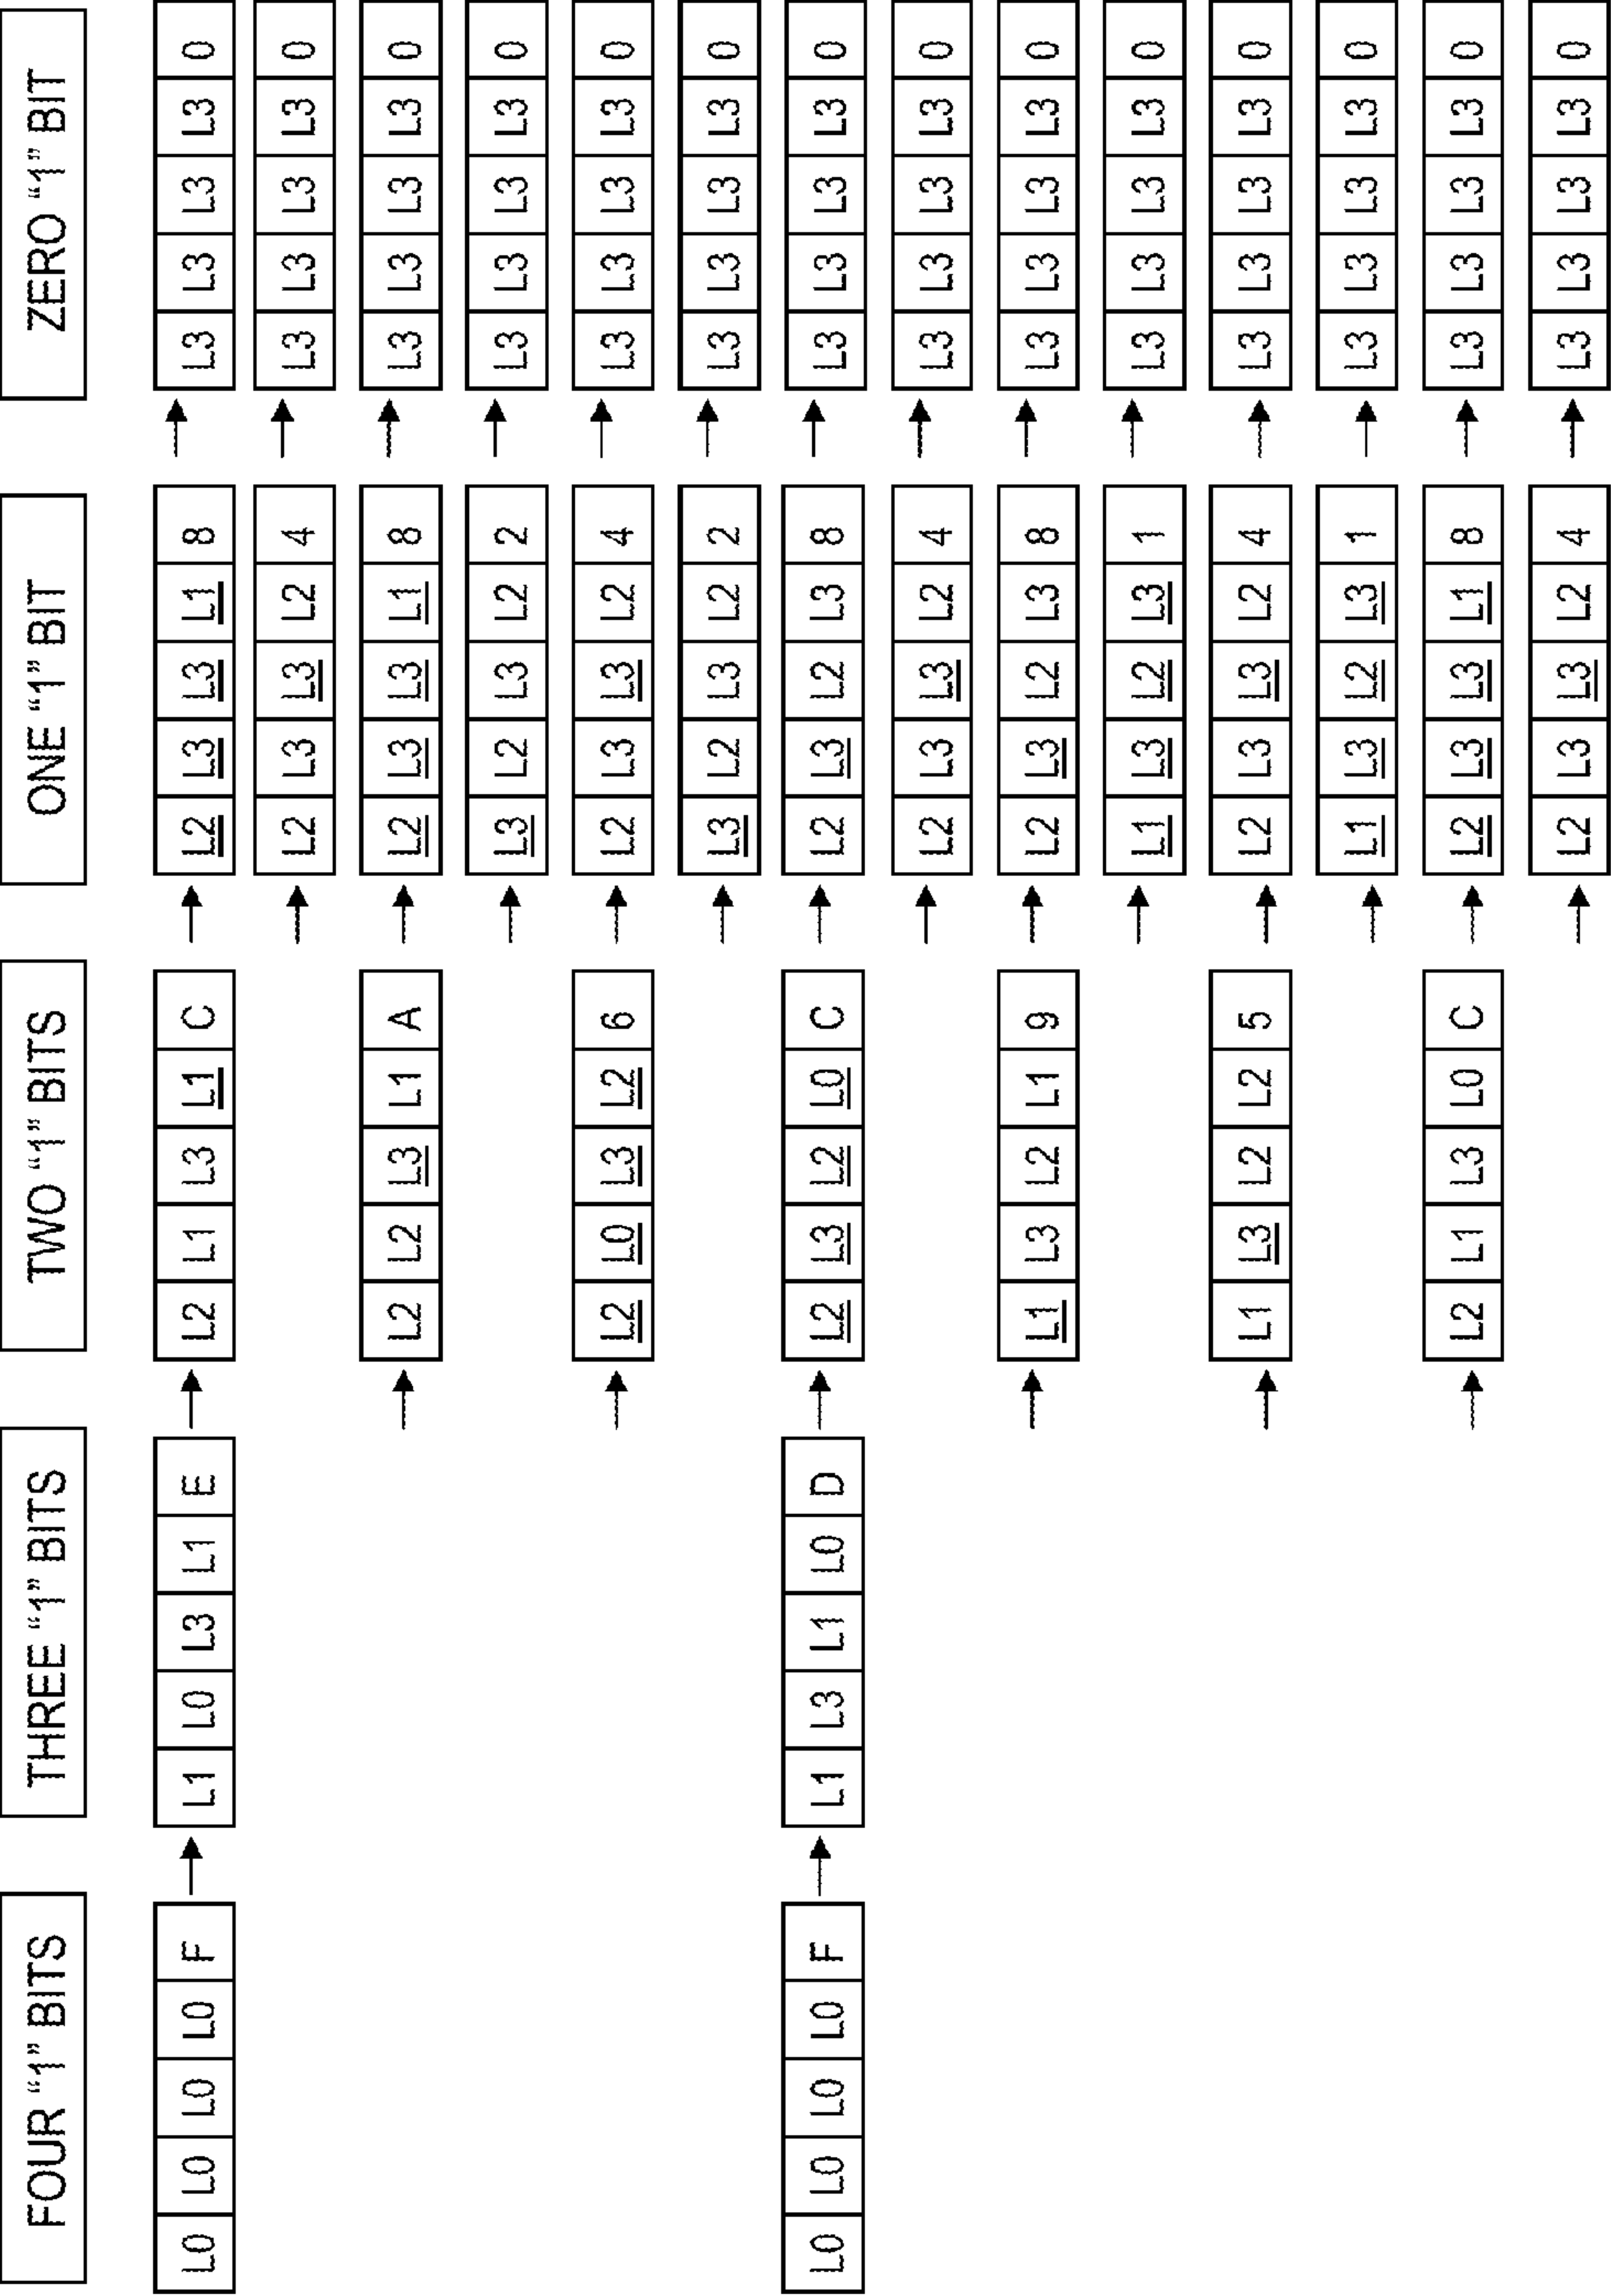 FOUR “1” BITS THREE “1” BITS TWO “1” BITS ONE “1” BIT ZERO “1” BIT
L0 L0 L0 L0 F L1 L0 L3 L1 E L2 L1 L3 L1 C L2 L3 L3 L1 8 L3 L3 L3 L3 0
L2 L3 L3 L2 4 L3 L3 L3 L3 0
L2 L2 L3 L1 A L2 L3 L3 L1 8 L3 L3 L3 L3 0
L3 L2 L3 L2 2 L3 L3 L3 L3 0
L2 L0 L3 L2 6 L2 L3 L3 L2 4 L3 L3 L3 L3 0
L3 L2 L3 L2 2 L3 L3 L3 L3 0
L0 L0 L0 L0 F L1 L3 L1 L0 D L2 L3 L2 L0 C L2 L3 L2 L3 8 L3 L3 L3 L3 0
L2 L3 L3 L2 4 L3 L3 L3 L3 0
L1 L3 L2 L1 9 L2 L3 L2 L3 8 L3 L3 L3 L3 0
L1 L3 L2 L3 1 L3 L3 L3 L3 0
L1 L3 L2 L2 5 L2 L3 L3 L2 4 L3 L3 L3 L3 0
L1 L3 L2 L3 1 L3 L3 L3 L3 0
L2 L1 L3 L0 C L2 L3 L3 L1 8 L3 L3 L3 L3 0
L2 L3 L3 L2 4 L3 L3 L3 L3 0